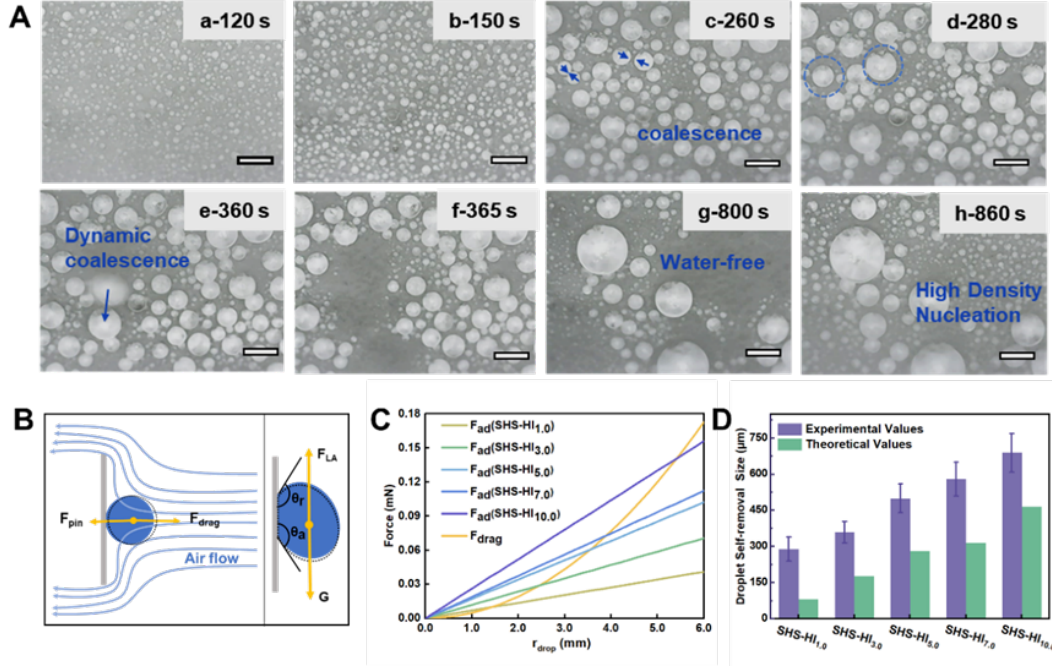 A
a-120 s
b-150 s
c-260 s
coalescence
d-280 s
e-360 s
Dynamic
coalescence
f-365 s
g-800 s
Water-free
h-860 s
High Density
Nucleation
B
F_pin
F_drag
Air flow
F_LA
θ_r
θ_a
G
C
Force (mN)
0.18
0.15
0.12
0.09
0.06
0.03
0.00
F_ad(SHS-HI_1.0)
F_ad(SHS-HI_3.0)
F_ad(SHS-HI_5.0)
F_ad(SHS-HI_7.0)
F_ad(SHS-HI_10.0)
F_drag
0.0 1.0 2.0 3.0 4.0 5.0 6.0
r_drop (mm)
D
Droplet Self-removal Size (μm)
750
600
450
300
150
0
Experimental Values
Theoretical Values
SHS-HI_1.0
SHS-HI_3.0
SHS-HI_5.0
SHS-HI_7.0
SHS-HI_10.0